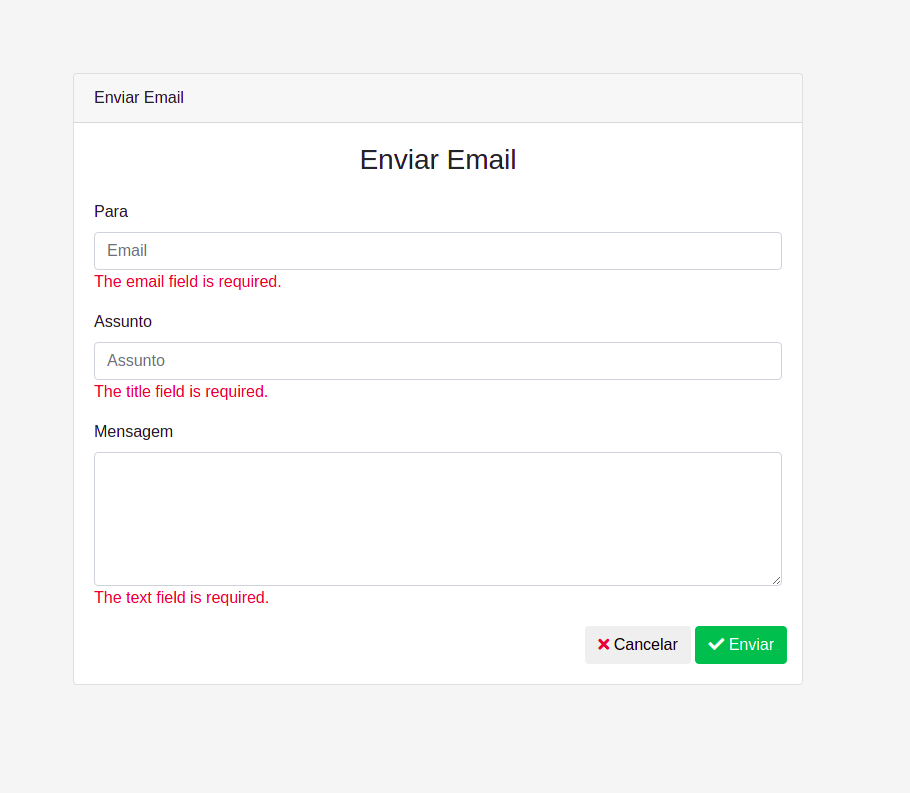 Enviar Email
Enviar Email
Para
Email
The email field is required.
Assunto
Assunto
The title field is required.
Mensagem
The text field is required.
Cancelar Enviar